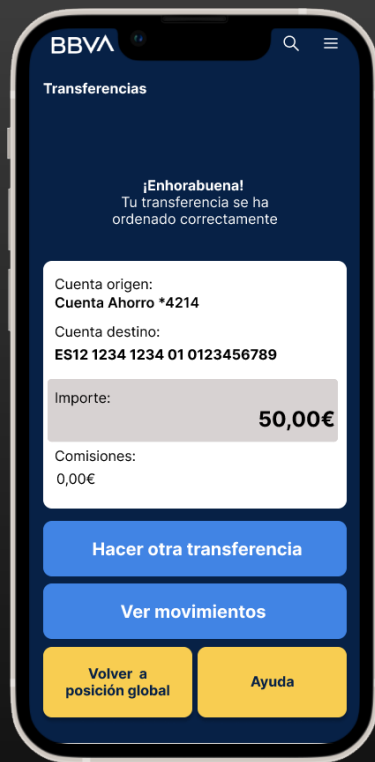 BBVA
Transferencias
¡Enhorabuena!
Tu transferencia se ha
ordenado correctamente
Cuenta origen:
Cuenta Ahorro *4214
Cuenta destino:
ES12 1234 1234 01 0123456789
Importe:
50,00€
Comisiones:
0,00€
Hacer otra transferencia
Ver movimientos
Volver a
posición global
Ayuda